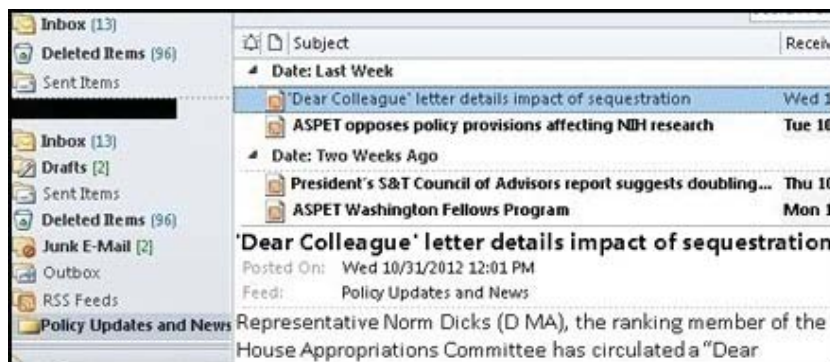 Inbox (13)
Deleted Items (96)
Sent Items
Inbox (13)
Drafts [2]
Sent Items
Deleted Items (96)
Junk E-Mail [2]
Outbox
RSS Feeds
Policy Updates and News
Subject
Date: Last Week
'Dear Colleague' letter details impact of sequestration Wed 1
ASPET opposes policy provisions affecting NIH research Tue 10
Date: Two Weeks Ago
President's S&T Council of Advisors report suggests doubling... Thu 10
ASPET Washington Fellows Program Mon 1
'Dear Colleague' letter details impact of sequestration
Posted On: Wed 10/31/2012 12:01 PM
Feed: Policy Updates and News
Representative Norm Dicks (D MA), the ranking member of the
House Appropriations Committee has circulated a “Dear